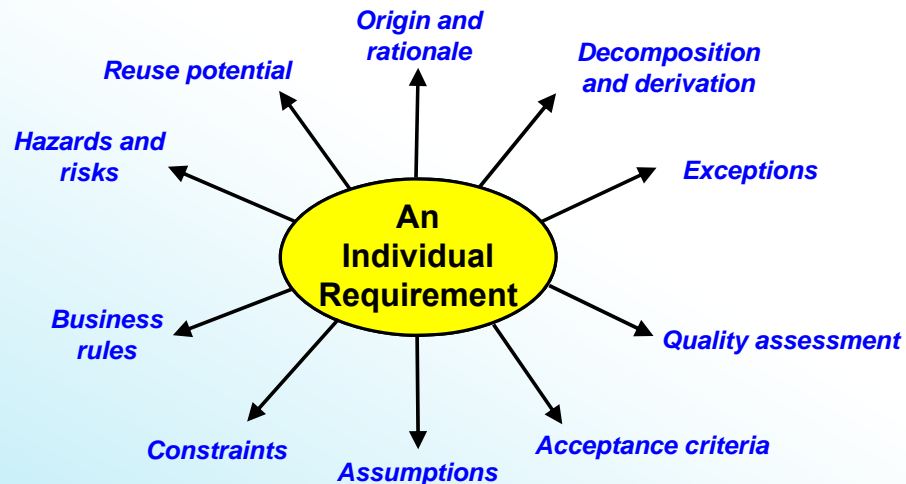 Origin and
rationale
Decomposition
and derivation
Reuse potential
Hazards and
risks
Exceptions
An
Individual
Requirement
Business
rules
Quality assessment
Constraints
Assumptions
Acceptance criteria